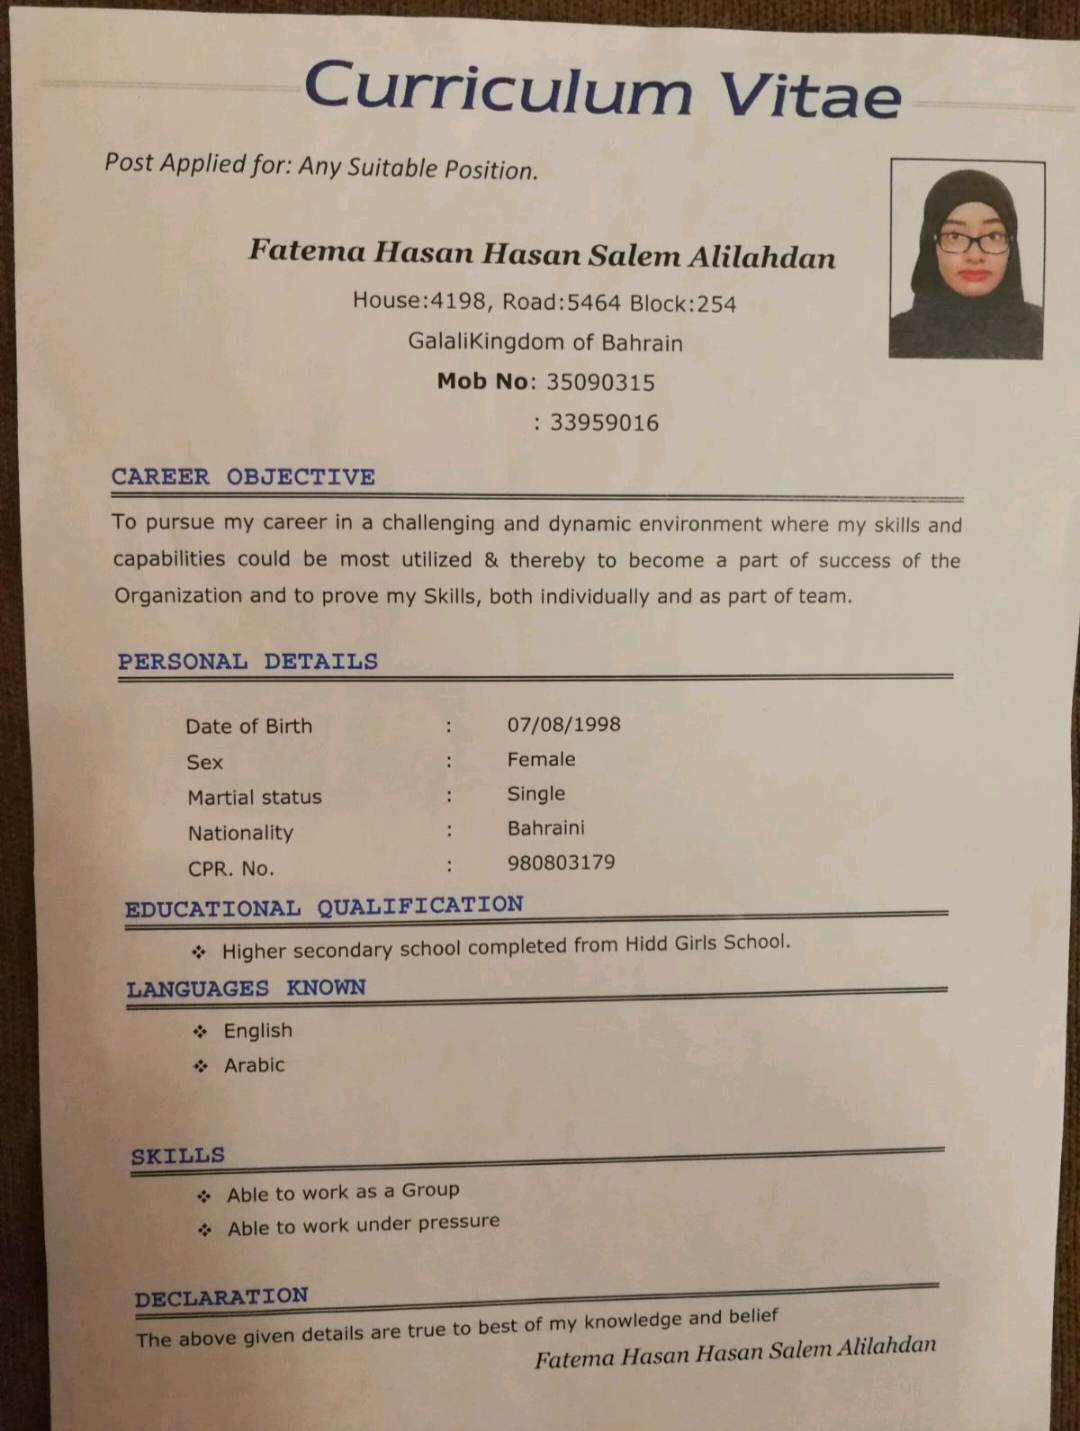 Curriculum Vitae
Post Applied for: Any Suitable Position.
Fatema Hasan Hasan Salem Alilahdan
House:4198, Road:5464 Block:254
GalaliKingdom of Bahrain
Mob No: 35090315
: 33959016
CAREER OBJECTIVE
To pursue my career in a challenging and dynamic environment where my skills and
capabilities could be most utilized & thereby to become a part of success of the
Organization and to prove my Skills, both individually and as part of team.
PERSONAL DETAILS
Date of Birth : 07/08/1998
Sex : Female
Martial status : Single
Nationality : Bahraini
CPR. No. : 980803179
EDUCATIONAL QUALIFICATION
❖ Higher secondary school completed from Hidd Girls School.
LANGUAGES KNOWN
❖ English
❖ Arabic
SKILLS
❖ Able to work as a Group
❖ Able to work under pressure
DECLARATION
The above given details are true to best of my knowledge and belief
Fatema Hasan Hasan Salem Alilahdan